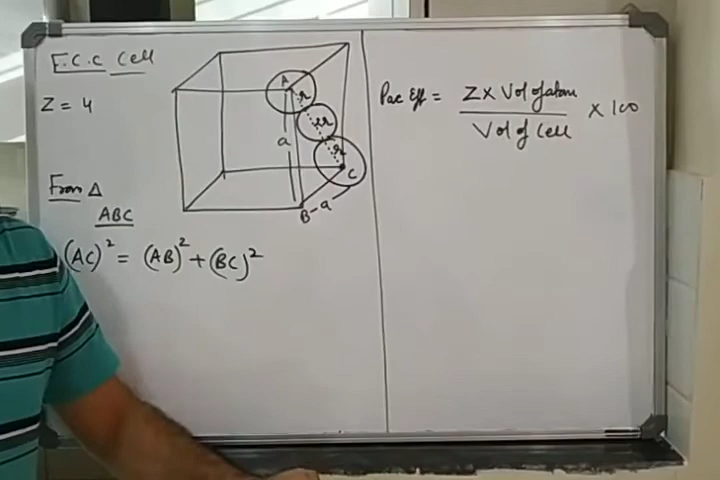 F.C.C Cell
Z = 4
A
r
a
r
C
B
a
From Δ
ABC
(AC)² = (AB)² + (BC)²
Pac Eff = Z x Vol of atom
Vol of Cell
x 100